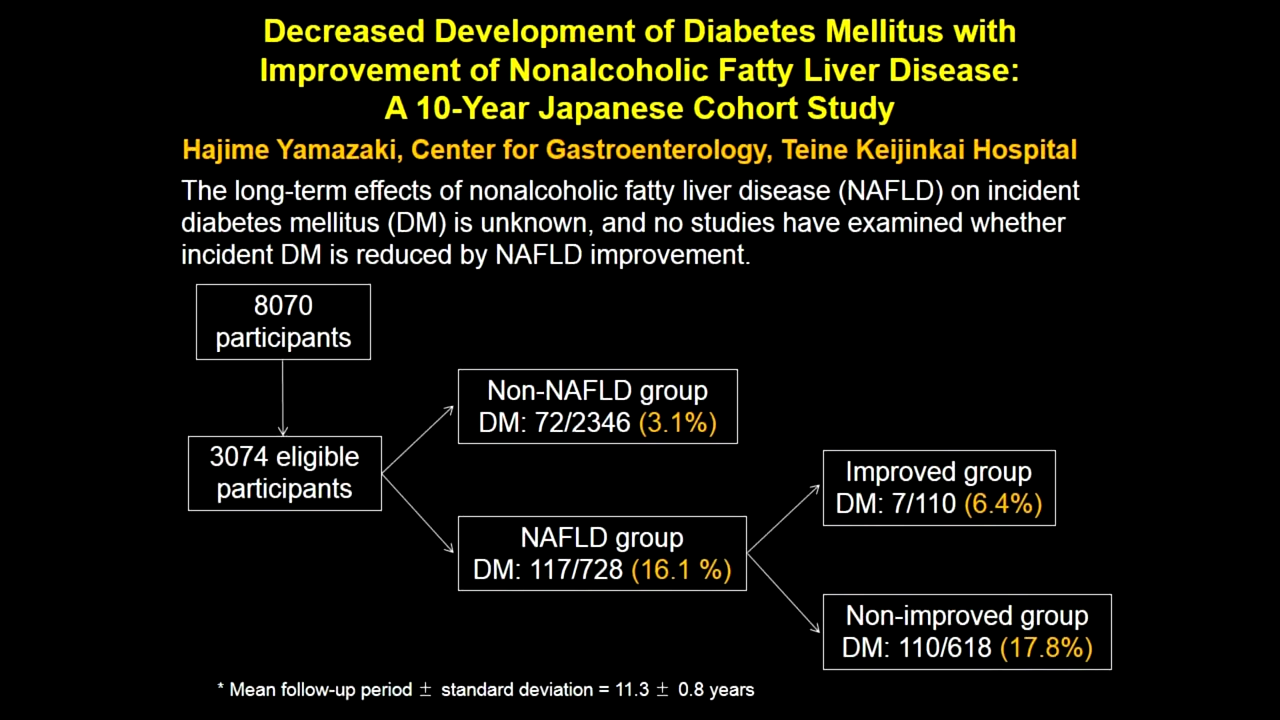 Decreased Development of Diabetes Mellitus with
Improvement of Nonalcoholic Fatty Liver Disease:
A 10-Year Japanese Cohort Study
Hajime Yamazaki, Center for Gastroenterology, Teine Keijinkai Hospital
The long-term effects of nonalcoholic fatty liver disease (NAFLD) on incident
diabetes mellitus (DM) is unknown, and no studies have examined whether
incident DM is reduced by NAFLD improvement.
8070
participants
3074 eligible
participants
Non-NAFLD group
DM: 72/2346 (3.1%)
NAFLD group
DM: 117/728 (16.1 %)
Improved group
DM: 7/110 (6.4%)
Non-improved group
DM: 110/618 (17.8%)
* Mean follow-up period ± standard deviation = 11.3 ± 0.8 years